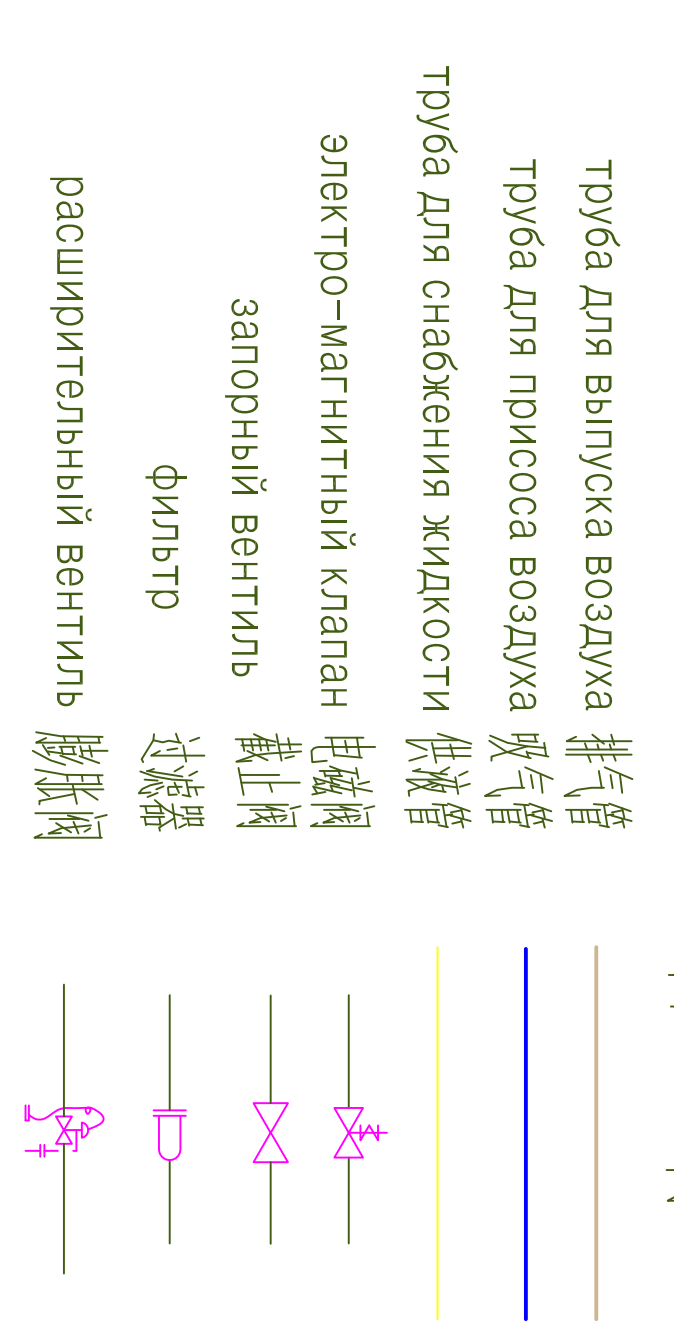 排气管 труба для выпуска воздуха
吸气管 труба для присоса воздуха
供液管 труба для снабжения жидкости
电磁阀 электро-магнитный клапан
截止阀 запорный вентиль
过滤器 фильтр
膨胀阀 расширительный вентиль